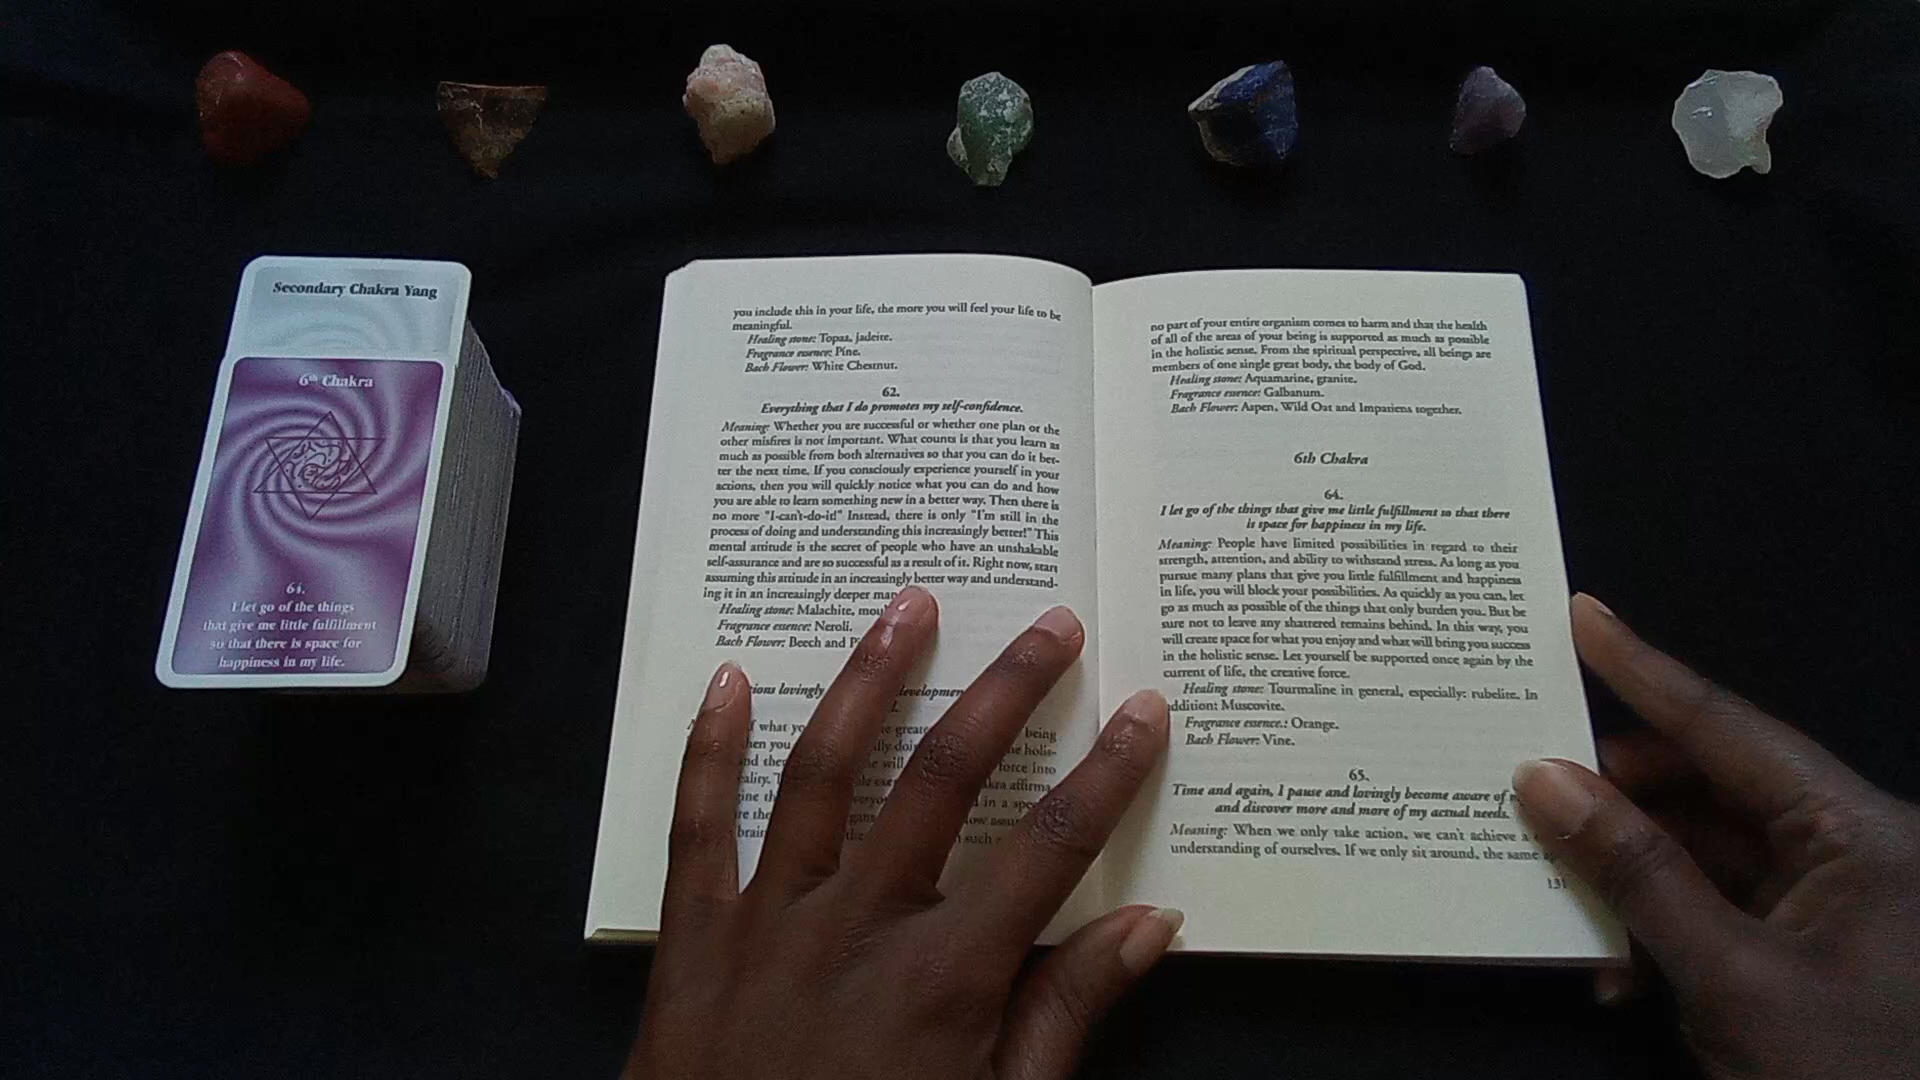 Secondary Chakra Yang
6th Chakra
64.
I let go of the things
that give me little fulfillment
so that there is space for
happiness in my life.
you include this in your life, the more you will feel your life to be
meaningful.
Healing stone: Topaz, jadeite.
Fragrance essence: Pine.
Bach Flower: White Chestnut.
62.
Everything that I do promotes my self-confidence.
Meaning: Whether you are successful or whether one plan or the
other misfires is not important. What counts is that you learn as
much as possible from both alternatives so that you can do it bet-
ter the next time. If you consciously experience yourself in your
actions, then you will quickly notice what you can do and how
you are able to learn something new in a better way. Then there is
no more "I-can't-do-it!" Instead, there is only "I'm still in the
process of doing and understanding this increasingly better!" This
mental attitude is the secret of people who have an unshakable
self-assurance and are so successful as a result of it. Right now, start
assuming this attitude in an increasingly better way and understand-
ing it in an increasingly deeper
Healing stone: Malachite,
Fragrance essence: Neroli.
Bach Flower: Beech and
lovingly
what
being
when you
the
will
force into
in a
the
such
no part of your entire organism comes to harm and that the health
of all of the areas of your being is supported as much as possible
in the holistic sense. From the spiritual perspective, all beings are
members of one single great body, the body of God.
Healing stone: Aquamarine, granite.
Fragrance essence: Galbanum.
Bach Flower: Aspen, Wild Oat and Impatiens together.
6th Chakra
64.
I let go of the things that give me little fulfillment so that there
is space for happiness in my life.
Meaning: People have limited possibilities in regard to their
strength, attention, and ability to withstand stress. As long as you
pursue many plans that give you little fulfillment and happiness
in life, you will block your possibilities. As quickly as you can, let
go as much as possible of the things that only burden you. But be
sure not to leave any shattered remains behind. In this way, you
will create space for what you enjoy and what will bring you success
in the holistic sense. Let yourself be supported once again by the
current of life, the creative force.
Healing stone: Tourmaline in general, especially: rubelite. In
addition: Muscovite.
Fragrance essence.: Orange.
Bach Flower: Vine.
65.
Time and again, I pause and lovingly become aware of
and discover more and more of my actual needs.
Meaning: When we only take action, we can't achieve a
understanding of ourselves. If we only sit around, the same
131